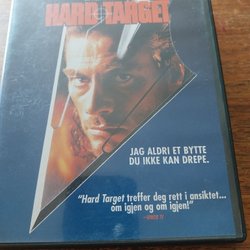 HARD TARGET
JAG ALDRI ET BYTTE
DU IKKE KAN DREPE.
"Hard Target treffer deg rett i ansiktet...
om igjen og om igjen!"